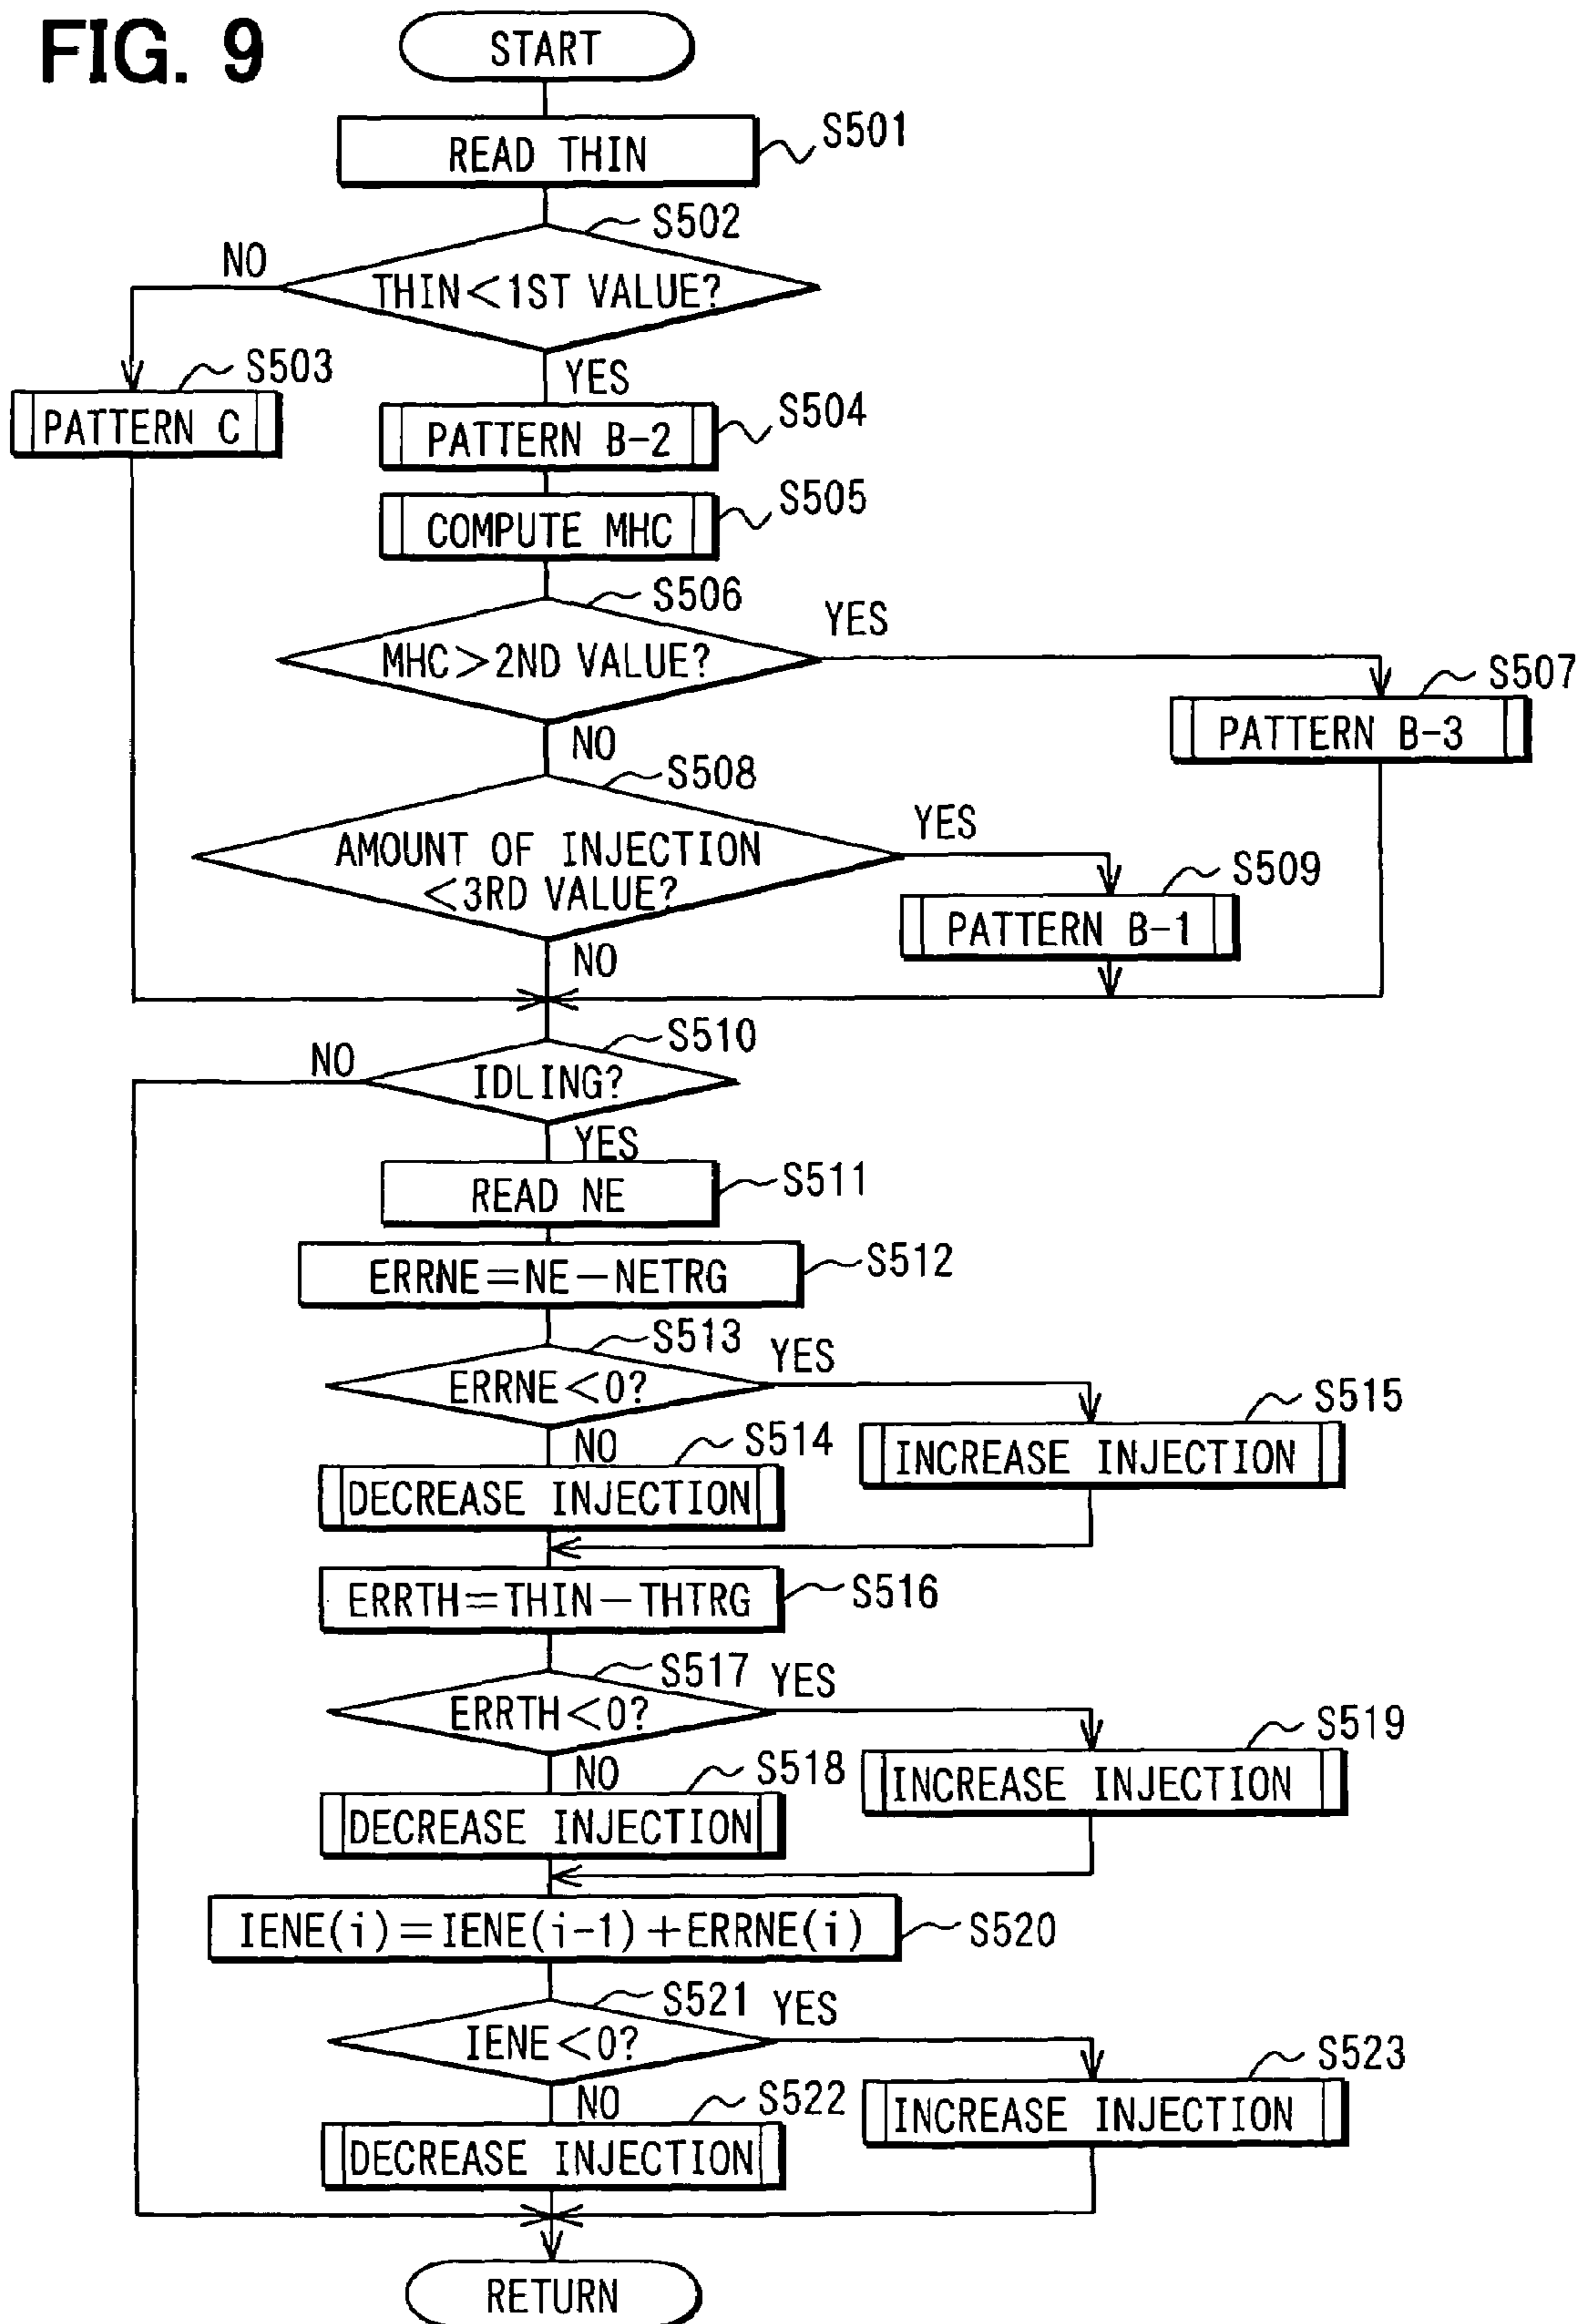 FIG. 9
START
READ THIN
S501
S502
NO
THIN<1ST VALUE?
YES
S503
PATTERN C
S504
PATTERN B-2
S505
COMPUTE MHC
S506
YES
MHC>2ND VALUE?
NO
S507
PATTERN B-3
S508
YES
AMOUNT OF INJECTION
<3RD VALUE?
NO
S509
PATTERN B-1
S510
NO
IDLING?
YES
READ NE
S511
ERRNE=NE-NETRG
S512
S513
YES
ERRNE<0?
NO
S514
DECREASE INJECTION
S515
INCREASE INJECTION
ERRTH=THIN-THTRG
S516
S517
YES
ERRTH<0?
NO
S518
DECREASE INJECTION
S519
INCREASE INJECTION
IENE(i)=IENE(i-1)+ERRNE(i)
S520
S521
YES
IENE<0?
NO
S522
DECREASE INJECTION
S523
INCREASE INJECTION
RETURN